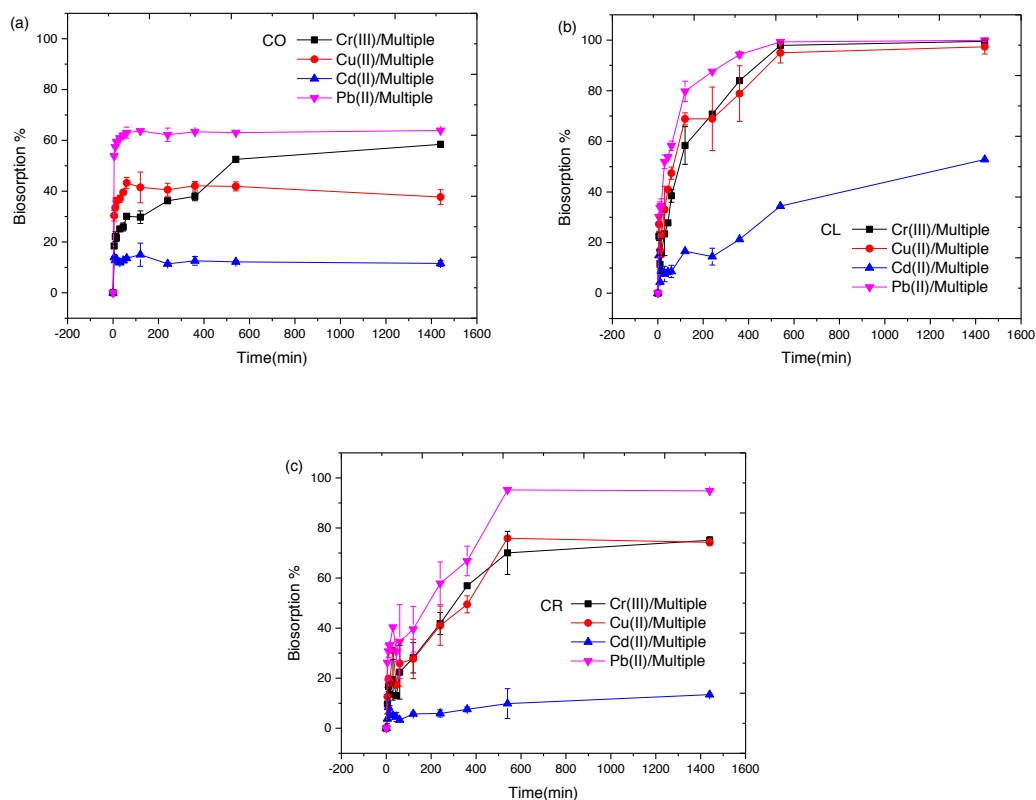 (a)
CO
Cr(III)/Multiple
Cu(II)/Multiple
Cd(II)/Multiple
Pb(II)/Multiple
100
80
60
40
20
0
-200 0 200 400 600 800 1000 1200 1400 1600
Biosorption %
Time(min)
(b)
CL
Cr(III)/Multiple
Cu(II)/Multiple
Cd(II)/Multiple
Pb(II)/Multiple
100
80
60
40
20
0
-200 0 200 400 600 800 1000 1200 1400 1600
Biosorption %
Time(min)
(c)
CR
Cr(III)/Multiple
Cu(II)/Multiple
Cd(II)/Multiple
Pb(II)/Multiple
100
80
60
40
20
0
-200 0 200 400 600 800 1000 1200 1400 1600
Biosorption %
Time(min)